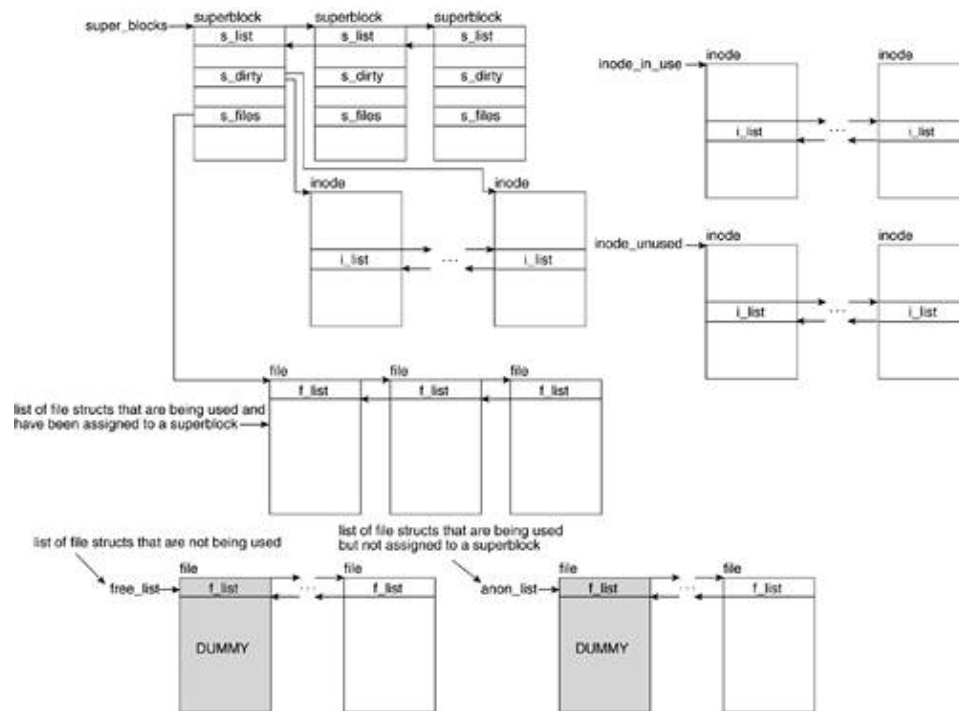 superblock superblock superblock
super_blocks
s_list s_list s_list
s_dirty s_dirty s_dirty
s_files s_files s_files
inode inode
inode_in_use
i_list ... i_list
inode inode
i_list ... i_list
inode inode
inode_unused
i_list ... i_list
file file file
f_list f_list f_list
list of file structs that are being used and
have been assigned to a superblock
list of file structs that are not being used
file file
free_list f_list ... f_list
DUMMY
list of file structs that are being used
but not assigned to a superblock
file file
anon_list f_list ... f_list
DUMMY